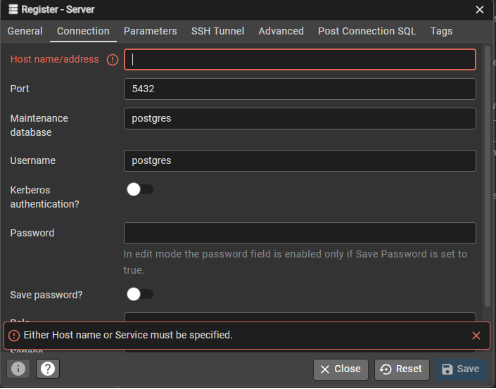 Register - Server
General Connection Parameters SSH Tunnel Advanced Post Connection SQL Tags
Host name/address
Port 5432
Maintenance database postgres
Username postgres
Kerberos authentication?
Password
In edit mode the password field is enabled only if Save Password is set to
true.
Save password?
Either Host name or Service must be specified.
Service
Close Reset Save